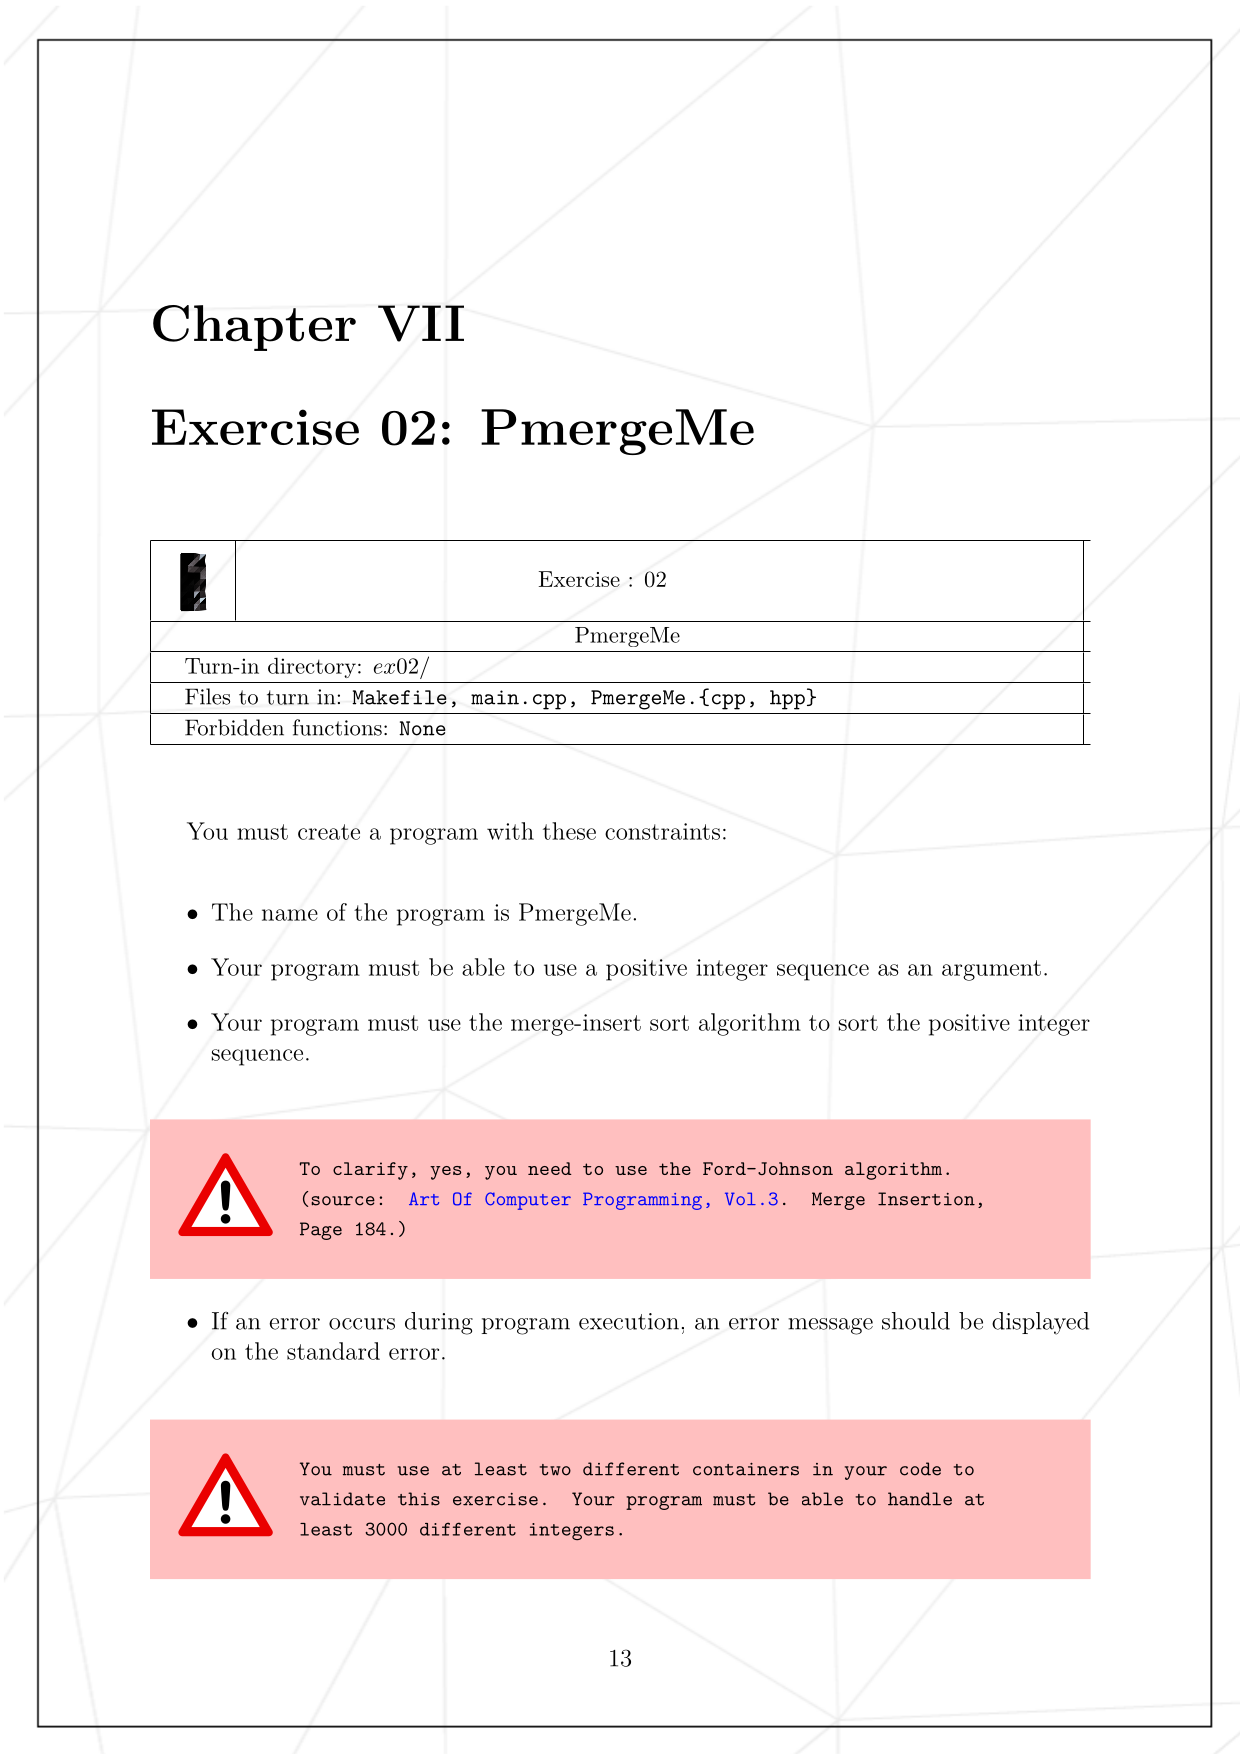 Chapter VII
Exercise 02: PmergeMe
Exercise : 02
PmergeMe
Turn-in directory: ex02/
Files to turn in: Makefile, main.cpp, PmergeMe.{cpp, hpp}
Forbidden functions: None
You must create a program with these constraints:
• The name of the program is PmergeMe.
• Your program must be able to use a positive integer sequence as an argument.
• Your program must use the merge-insert sort algorithm to sort the positive integer
sequence.
To clarify, yes, you need to use the Ford-Johnson algorithm.
(source: Art Of Computer Programming, Vol.3. Merge Insertion,
Page 184.)
• If an error occurs during program execution, an error message should be displayed
on the standard error.
You must use at least two different containers in your code to
validate this exercise. Your program must be able to handle at
least 3000 different integers.
13